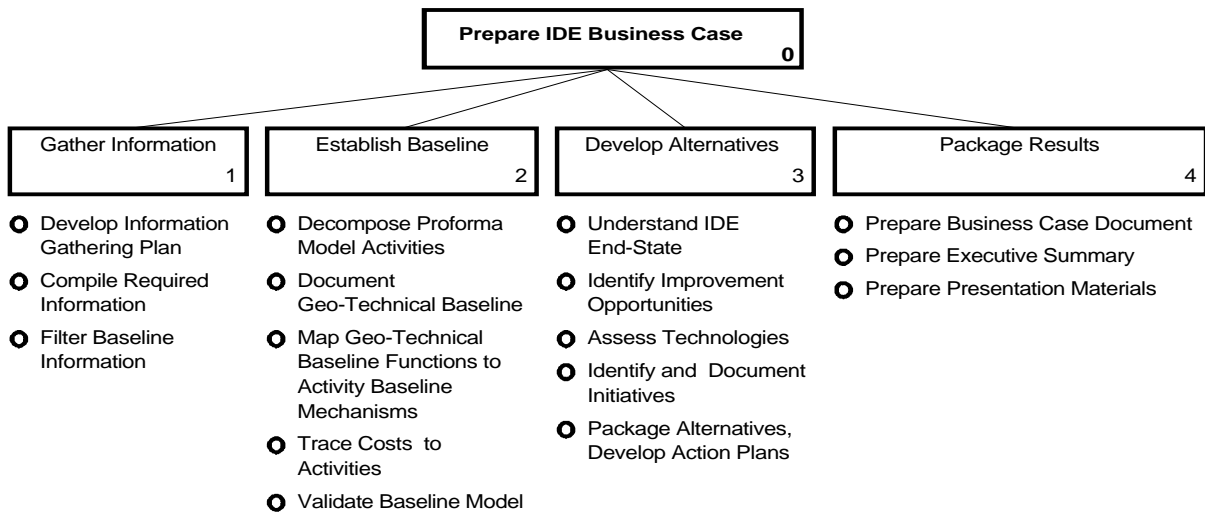 Prepare IDE Business Case
0
Gather Information
1
Develop Information
Gathering Plan
Compile Required
Information
Filter Baseline
Information
Establish Baseline
2
Decompose Proforma
Model Activities
Document
Geo-Technical Baseline
Map Geo-Technical
Baseline Functions to
Activity Baseline
Mechanisms
Trace Costs to
Activities
Validate Baseline Model
Develop Alternatives
3
Understand IDE
End-State
Identify Improvement
Opportunities
Assess Technologies
Identify and Document
Initiatives
Package Alternatives,
Develop Action Plans
Package Results
4
Prepare Business Case Document
Prepare Executive Summary
Prepare Presentation Materials